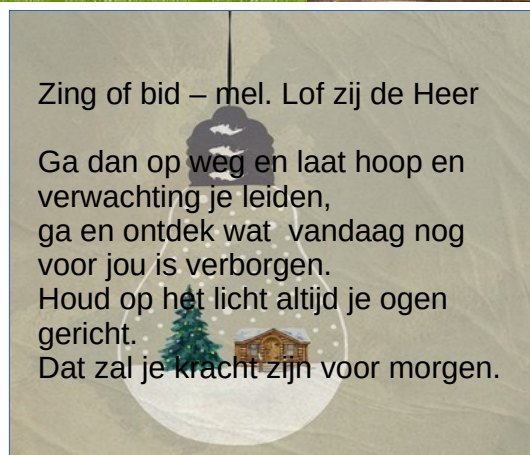 Zing of bid – mel. Lof zij de Heer
Ga dan op weg en laat hoop en
verwachting je leiden,
ga en ontdek wat  vandaag nog
voor jou is verborgen.
Houd op het licht altijd je ogen
gericht.
Dat zal je kracht zijn voor morgen.